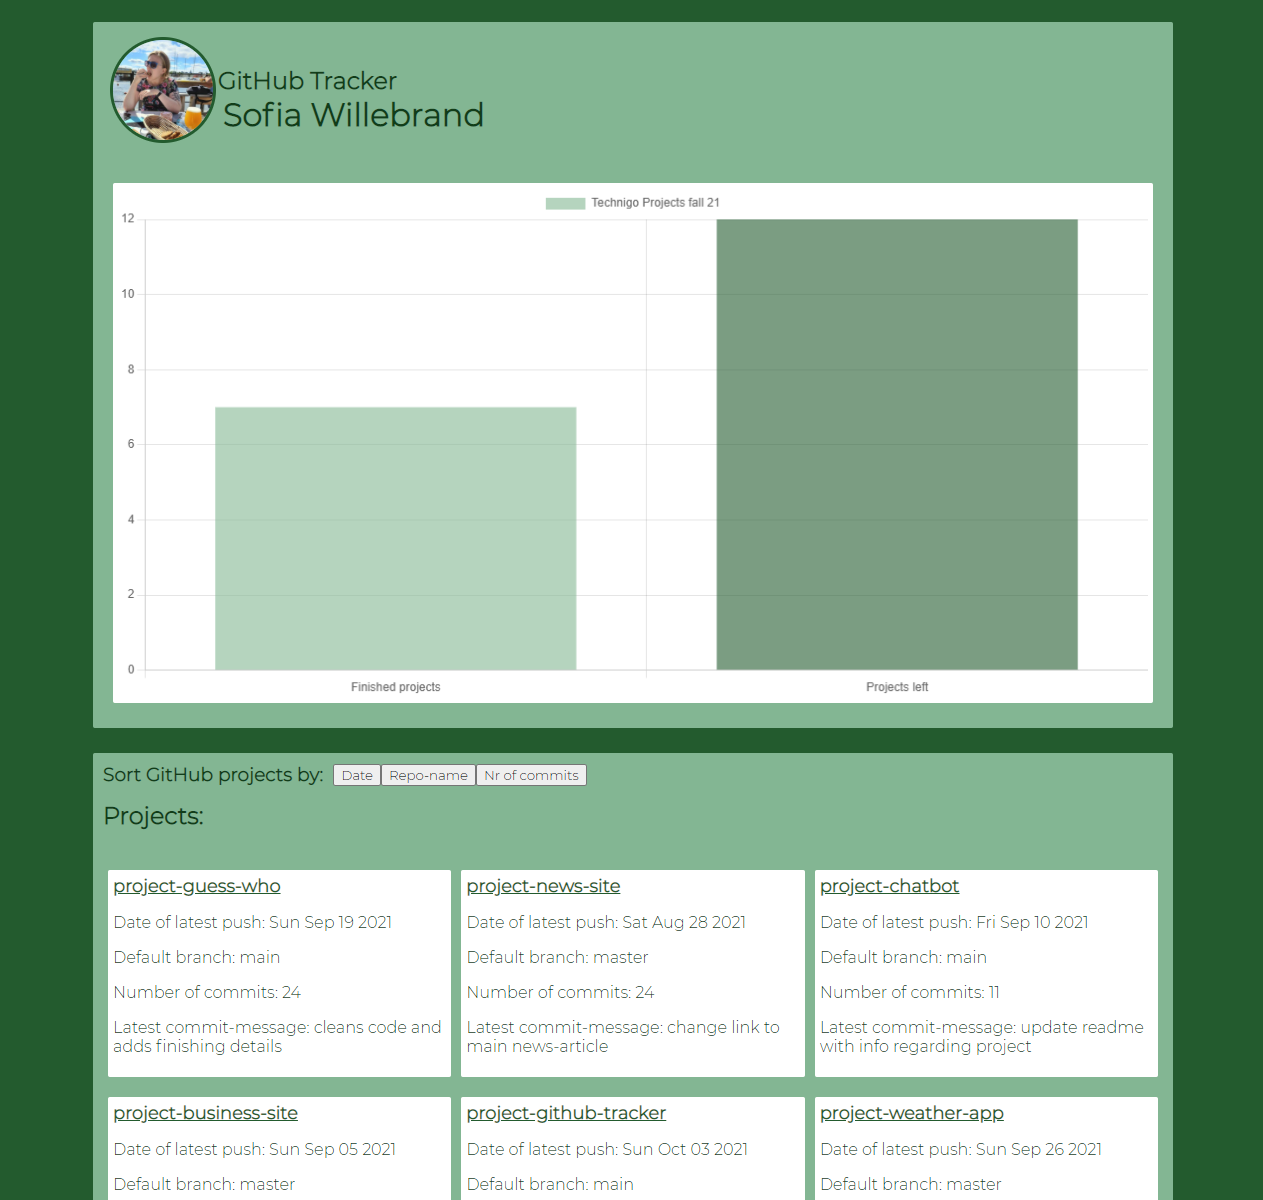 GitHub Tracker
Sofia Willebrand
Technigo Projects fall 21
12
10
8
6
4
2
0
Finished projects
Projects left
Sort GitHub projects by: Date Repo-name Nr of commits
Projects:
project-guess-who
Date of latest push: Sun Sep 19 2021
Default branch: main
Number of commits: 24
Latest commit-message: cleans code and
adds finishing details
project-news-site
Date of latest push: Sat Aug 28 2021
Default branch: master
Number of commits: 24
Latest commit-message: change link to
main news-article
project-chatbot
Date of latest push: Fri Sep 10 2021
Default branch: main
Number of commits: 11
Latest commit-message: update readme
with info regarding project
project-business-site
Date of latest push: Sun Sep 05 2021
Default branch: master
project-github-tracker
Date of latest push: Sun Oct 03 2021
Default branch: main
project-weather-app
Date of latest push: Sun Sep 26 2021
Default branch: master